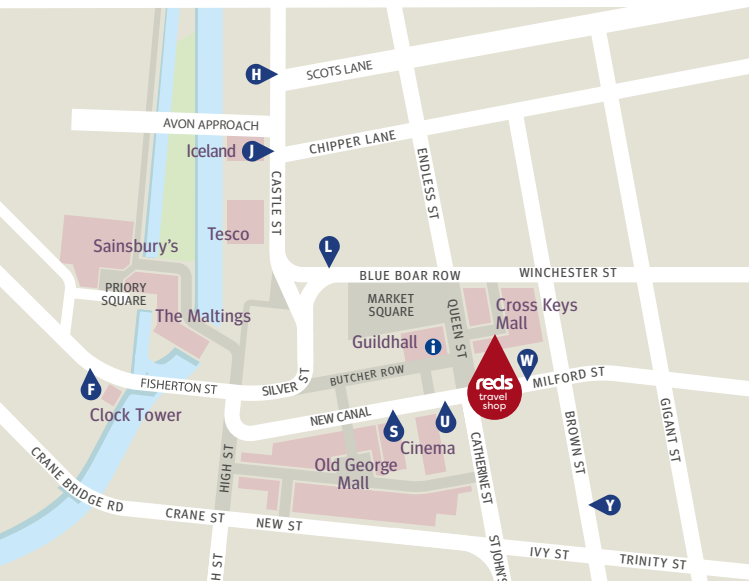 H
SCOTS LANE
AVON APPROACH
Iceland
J
CHIPPER LANE
ENDLESS ST
CASTLE ST
Tesco
Sainsbury's
L
BLUE BOAR ROW
WINCHESTER ST
PRIORY
SQUARE
The Maltings
MARKET
SQUARE
QUEEN ST
Cross Keys
Mall
Guildhall
i
BUTCHER ROW
W
MILFORD ST
reds
travel
shop
F
FISHERTON ST
SILVER ST
Clock Tower
NEW CANAL
S
U
Cinema
BROWN ST
GIGANT ST
Old George
Mall
HIGH ST
CATHERINE ST
CRANE BRIDGE RD
CRANE ST
NEW ST
Y
IVY ST
TRINITY ST
H ST
ST JOHN'S